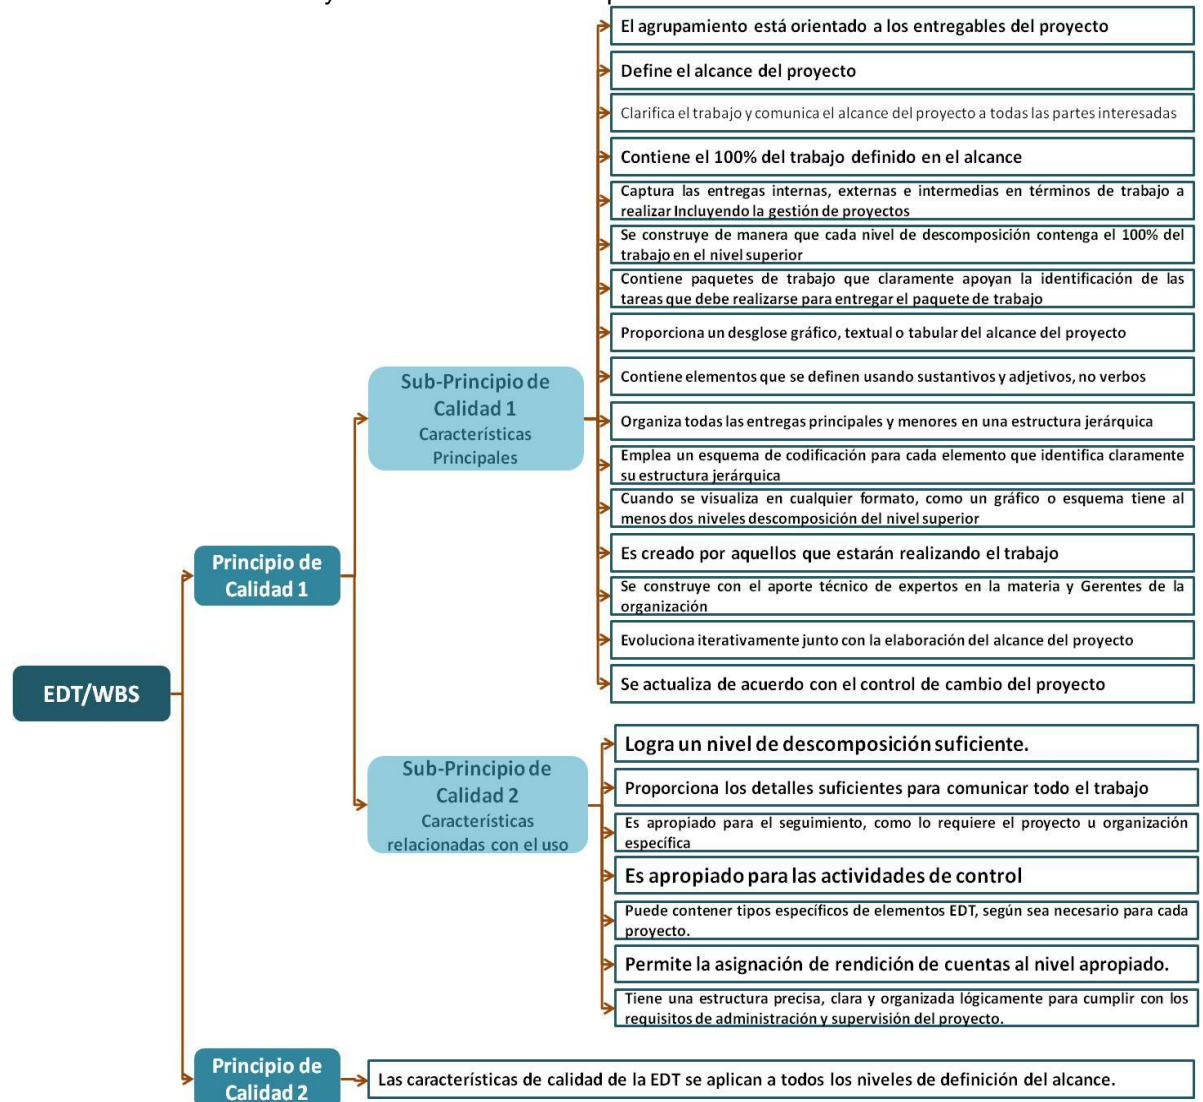 El agrupamiento está orientado a los entregables del proyecto
Define el alcance del proyecto
Clarifica el trabajo y comunica el alcance del proyecto a todas las partes interesadas
Contiene el 100% del trabajo definido en el alcance
Captura las entregas internas, externas e intermedias en términos de trabajo a
realizar Incluyendo la gestión de proyectos
Se construye de manera que cada nivel de descomposición contenga el 100% del
trabajo en el nivel superior
Contiene paquetes de trabajo que claramente apoyan la identificación de las
tareas que debe realizarse para entregar el paquete de trabajo
Proporciona un desglose gráfico, textual o tabular del alcance del proyecto
Sub-Principio de
Calidad 1
Características
Principales
Contiene elementos que se definen usando sustantivos y adjetivos, no verbos
Organiza todas las entregas principales y menores en una estructura jerárquica
Emplea un esquema de codificación para cada elemento que identifica claramente
su estructura jerárquica
Cuando se visualiza en cualquier formato, como un gráfico o esquema tiene al
menos dos niveles descomposición del nivel superior
Principio de
Calidad 1
Es creado por aquellos que estarán realizando el trabajo
Se construye con el aporte técnico de expertos en la materia y Gerentes de la
organización
Evoluciona iterativamente junto con la elaboración del alcance del proyecto
EDT/WBS
Se actualiza de acuerdo con el control de cambio del proyecto
Logra un nivel de descomposición suficiente.
Sub-Principio de
Calidad 2
Características
relacionadas con el uso
Proporciona los detalles suficientes para comunicar todo el trabajo
Es apropiado para el seguimiento, como lo requiere el proyecto u organización
específica
Es apropiado para las actividades de control
Puede contener tipos específicos de elementos EDT, según sea necesario para cada
proyecto.
Permite la asignación de rendición de cuentas al nivel apropiado.
Tiene una estructura precisa, clara y organizada lógicamente para cumplir con los
requisitos de administración y supervisión del proyecto.
Principio de
Calidad 2
Las características de calidad de la EDT se aplican a todos los niveles de definición del alcance.